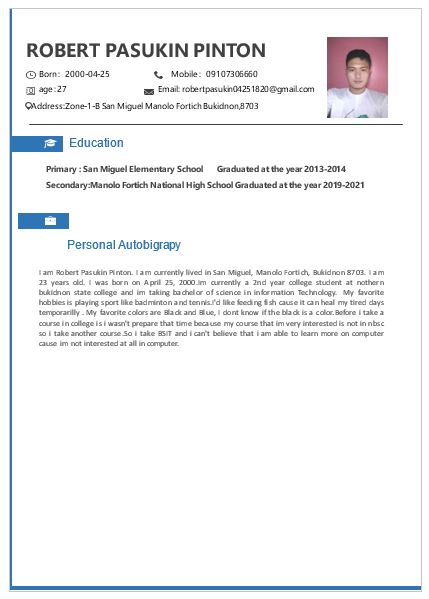 ROBERT PASUKIN PINTON
Born: 2000-04-25 Mobile: 09107306660
age:27 Email: robertpasukin04251820@gmail.com
Address:Zone-1-B San Miguel Manolo Fortich Bukidnon,8703
Education
Primary : San Miguel Elementary School Graduated at the year 2013-2014
Secondary:Manolo Fortich National High School Graduated at the year 2019-2021
Personal Autobigrapy
I am Robert Pasukin Pinton. I am currently lived in San Miguel, Manolo Fortich, Bukidnon 8703. I am
23 years old. I was born on April 25, 2000.im currently a 2nd year college student at nothern
bukidnon state college and im taking bachelor of science in information Technology. My favorite
hobbies is playing sport like badminton and tennis.i'd like feeding fish cause it can heal my tired days
temporarilly . My favorite colors are Black and Blue, I dont know if the black is a color.Before i take a
course in college is i wasn't prepare that time because my course that im very interested is not in nbsc
so i take another course.So i take BSIT and i can't believe i am able to learn more on computer
cause im not interested at all in computer.